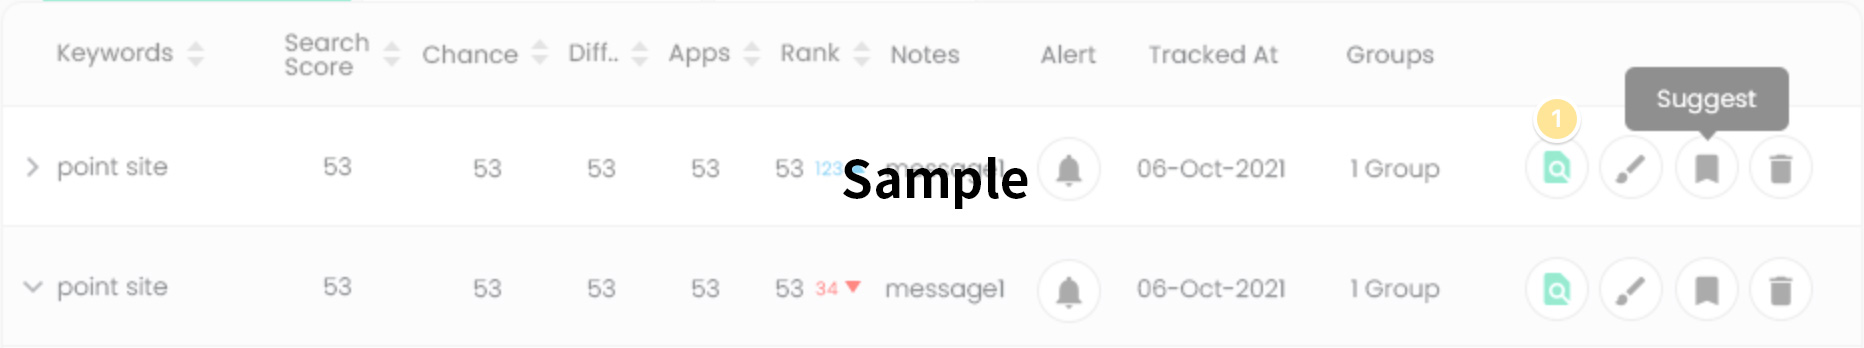 Keywords Search Score Chance Diff.. Apps Rank Notes Alert Tracked At Groups
Suggest
1
point site 53 53 53 53 53 123 message1 06-Oct-2021 1 Group
Sample
point site 53 53 53 53 53 34 message1 06-Oct-2021 1 Group